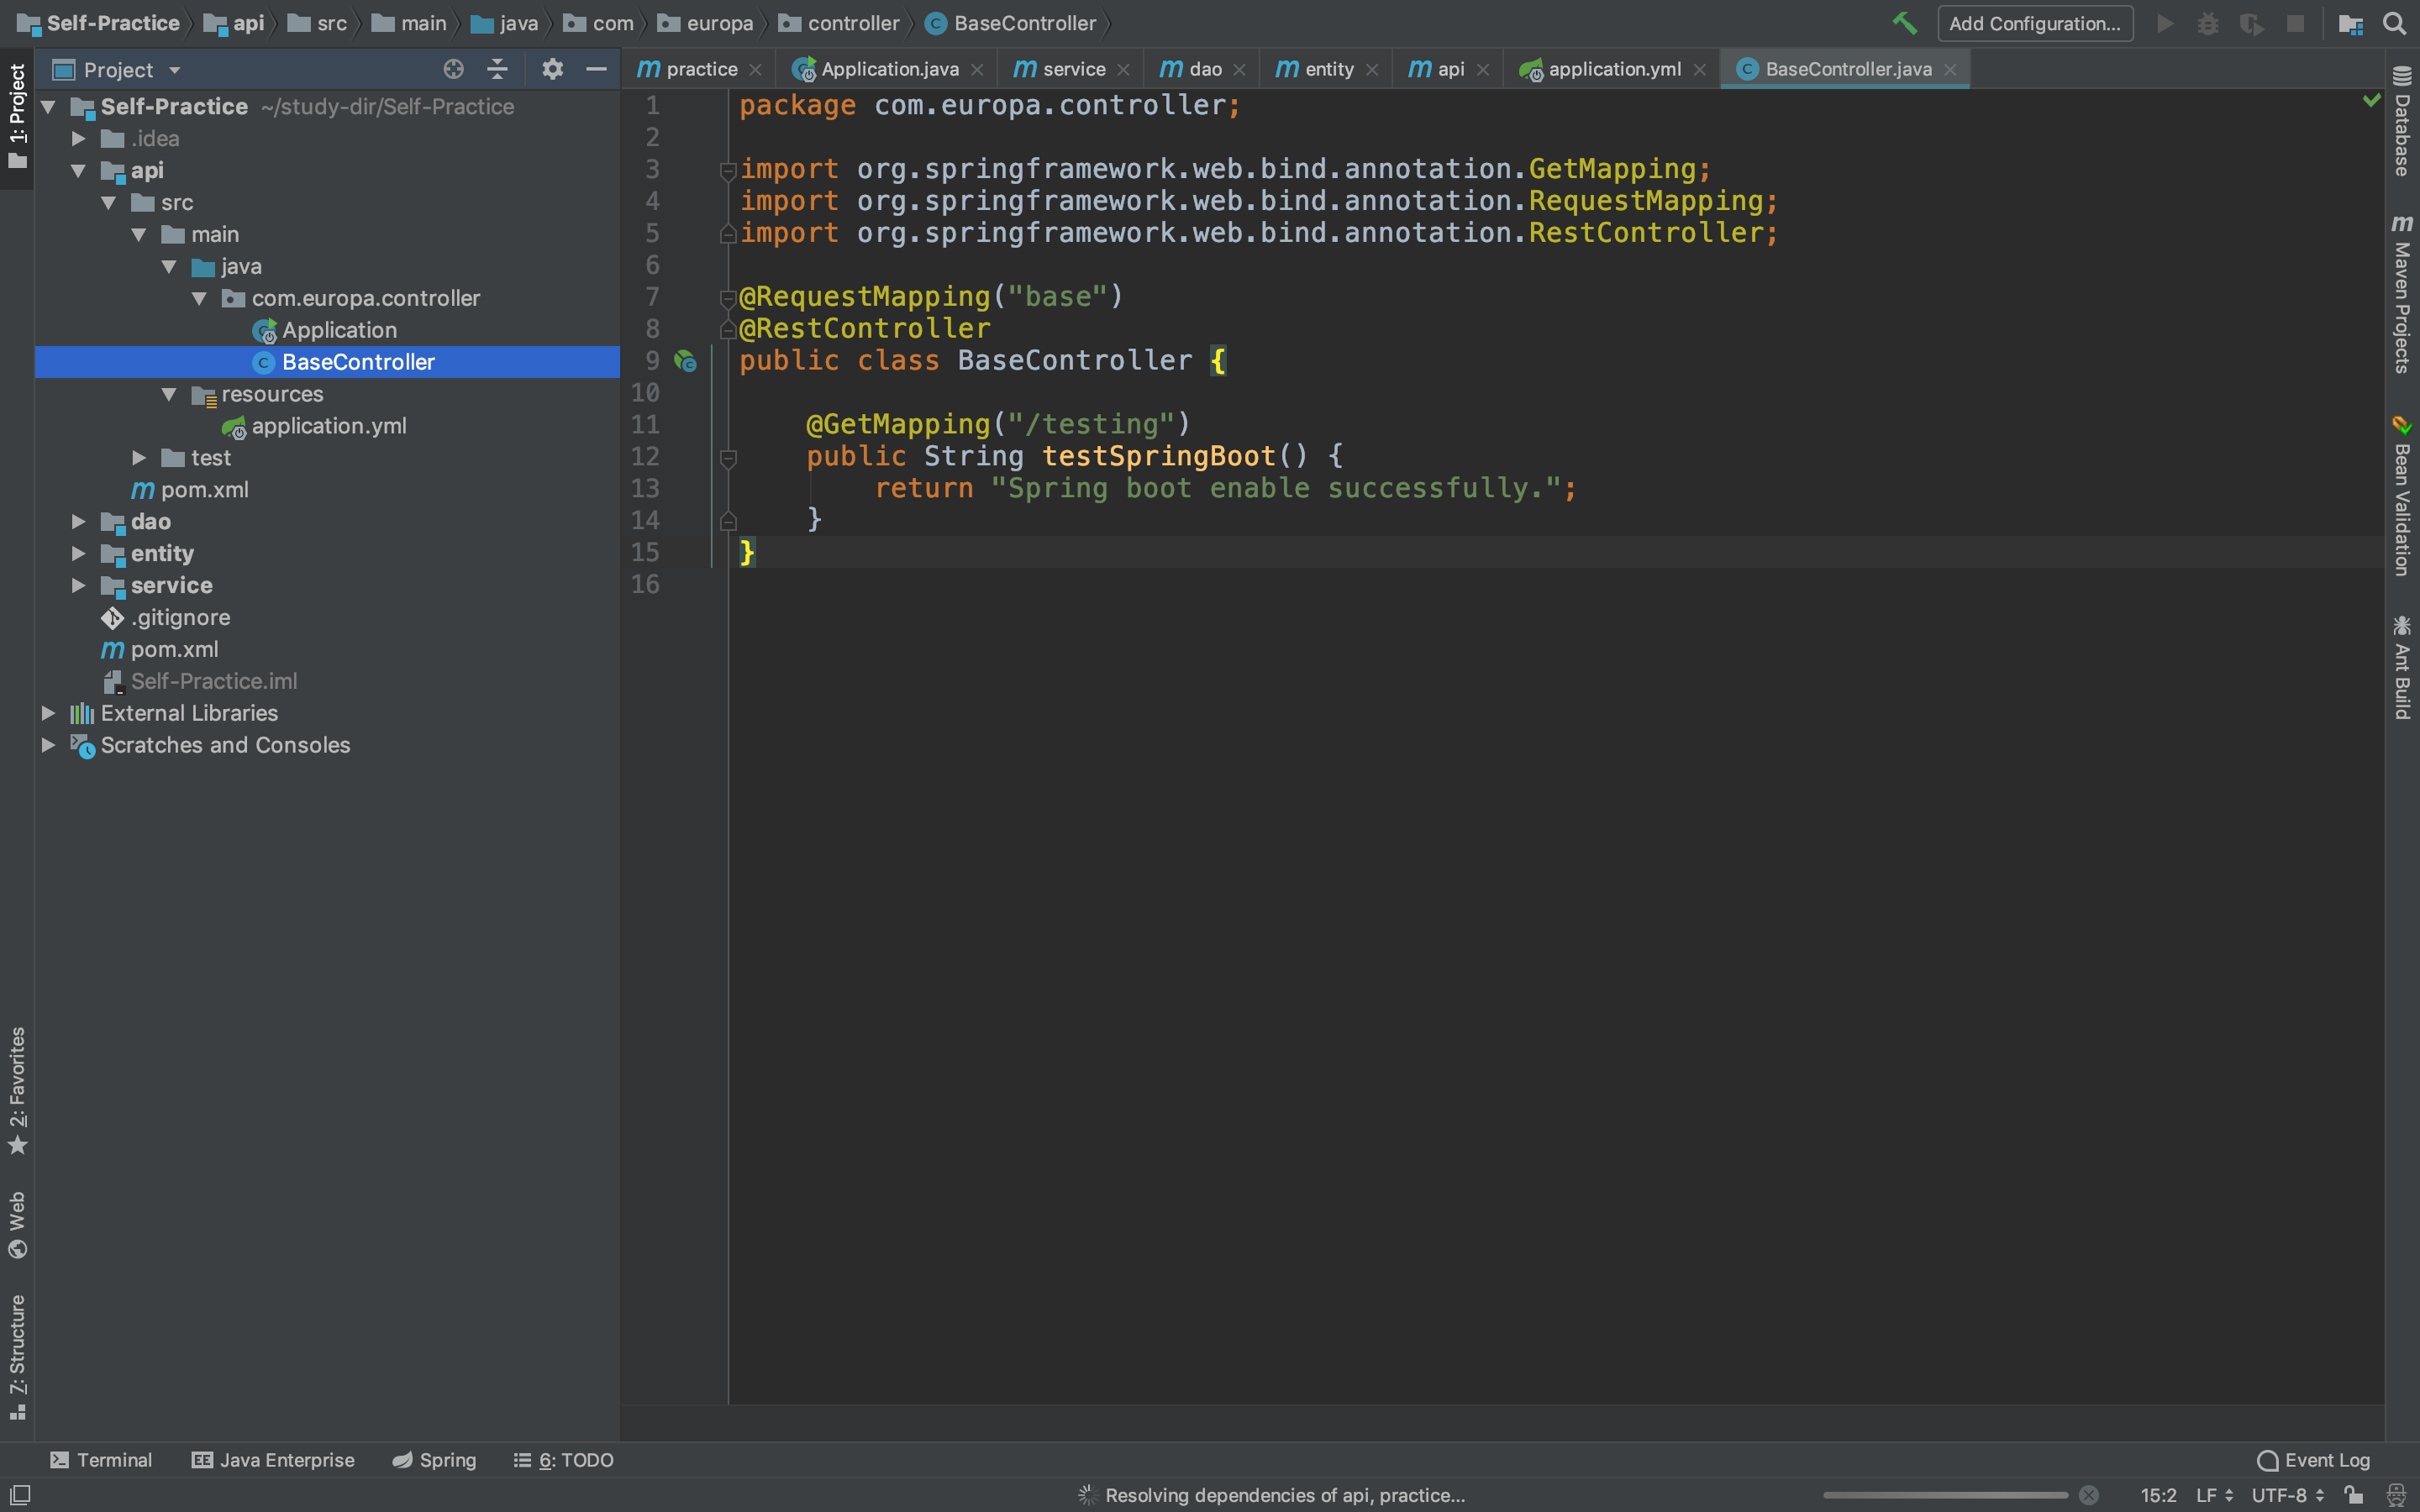 Self-Practice api src main java com europa controller BaseController Add Configuration...
1: Project
Project
practice Application.java service dao entity api application.yml BaseController.java
Self-Practice ~/study-dir/Self-Practice
.idea
api
src
main
java
com.europa.controller
Application
BaseController
resources
application.yml
test
pom.xml
dao
entity
service
.gitignore
pom.xml
Self-Practice.iml
External Libraries
Scratches and Consoles
1 package com.europa.controller;
2
3 import org.springframework.web.bind.annotation.GetMapping;
4 import org.springframework.web.bind.annotation.RequestMapping;
5 import org.springframework.web.bind.annotation.RestController;
6
7 @RequestMapping("base")
8 @RestController
9 public class BaseController {
10
11 @GetMapping("/testing")
12 public String testSpringBoot() {
13 return "Spring boot enable successfully.";
14 }
15 }
16
Database
Maven Projects
Bean Validation
Ant Build
2: Favorites
Web
Z: Structure
Terminal Java Enterprise Spring 6: TODO Event Log
Resolving dependencies of api, practice... 15:2 LF UTF-8